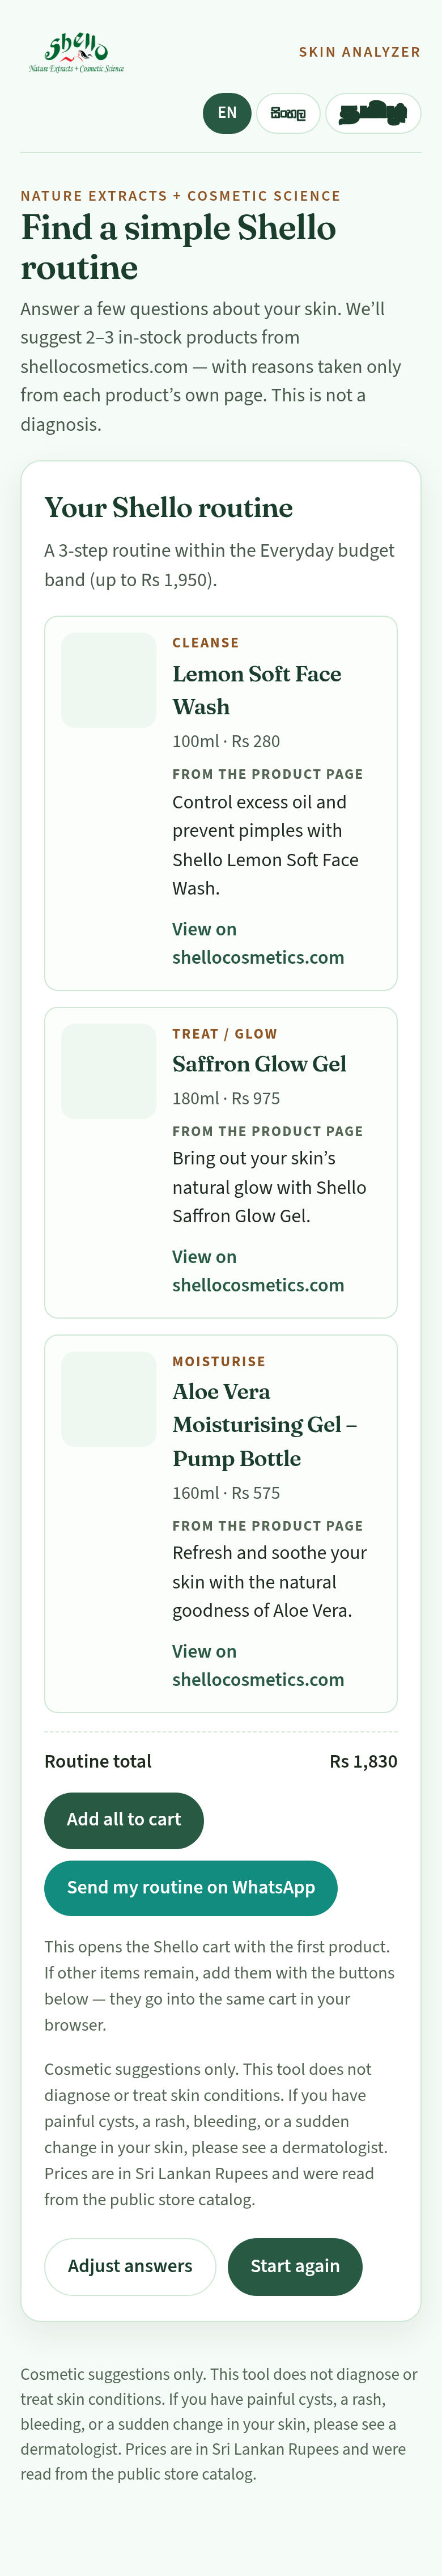 Shello
Nature Extracts + Cosmetic Science
SKIN ANALYZER
EN
සිංහල
NATURE EXTRACTS + COSMETIC SCIENCE
Find a simple Shello
routine
Answer a few questions about your skin. We’ll
suggest 2–3 in-stock products from
shellocosmetics.com — with reasons taken only
from each product’s own page. This is not a
diagnosis.
Your Shello routine
A 3-step routine within the Everyday budget
band (up to Rs 1,950).
CLEANSE
Lemon Soft Face
Wash
100ml · Rs 280
FROM THE PRODUCT PAGE
Control excess oil and
prevent pimples with
Shello Lemon Soft Face
Wash.
View on
shellocosmetics.com
TREAT / GLOW
Saffron Glow Gel
180ml · Rs 975
FROM THE PRODUCT PAGE
Bring out your skin’s
natural glow with Shello
Saffron Glow Gel.
View on
shellocosmetics.com
MOISTURISE
Aloe Vera
Moisturising Gel –
Pump Bottle
160ml · Rs 575
FROM THE PRODUCT PAGE
Refresh and soothe your
skin with the natural
goodness of Aloe Vera.
View on
shellocosmetics.com
Routine total Rs 1,830
Add all to cart
Send my routine on WhatsApp
This opens the Shello cart with the first product.
If other items remain, add them with the buttons
below — they go into the same cart in your
browser.
Cosmetic suggestions only. This tool does not
diagnose or treat skin conditions. If you have
painful cysts, a rash, bleeding, or a sudden
change in your skin, please see a dermatologist.
Prices are in Sri Lankan Rupees and were read
from the public store catalog.
Adjust answers
Start again
Cosmetic suggestions only. This tool does not diagnose or
treat skin conditions. If you have painful cysts, a rash,
bleeding, or a sudden change in your skin, please see a
dermatologist. Prices are in Sri Lankan Rupees and were
read from the public store catalog.